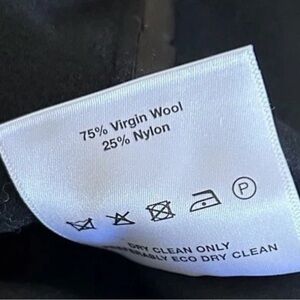 75% Virgin Wool
25% Nylon
P
DRY CLEAN ONLY
ECO DRY CLEAN